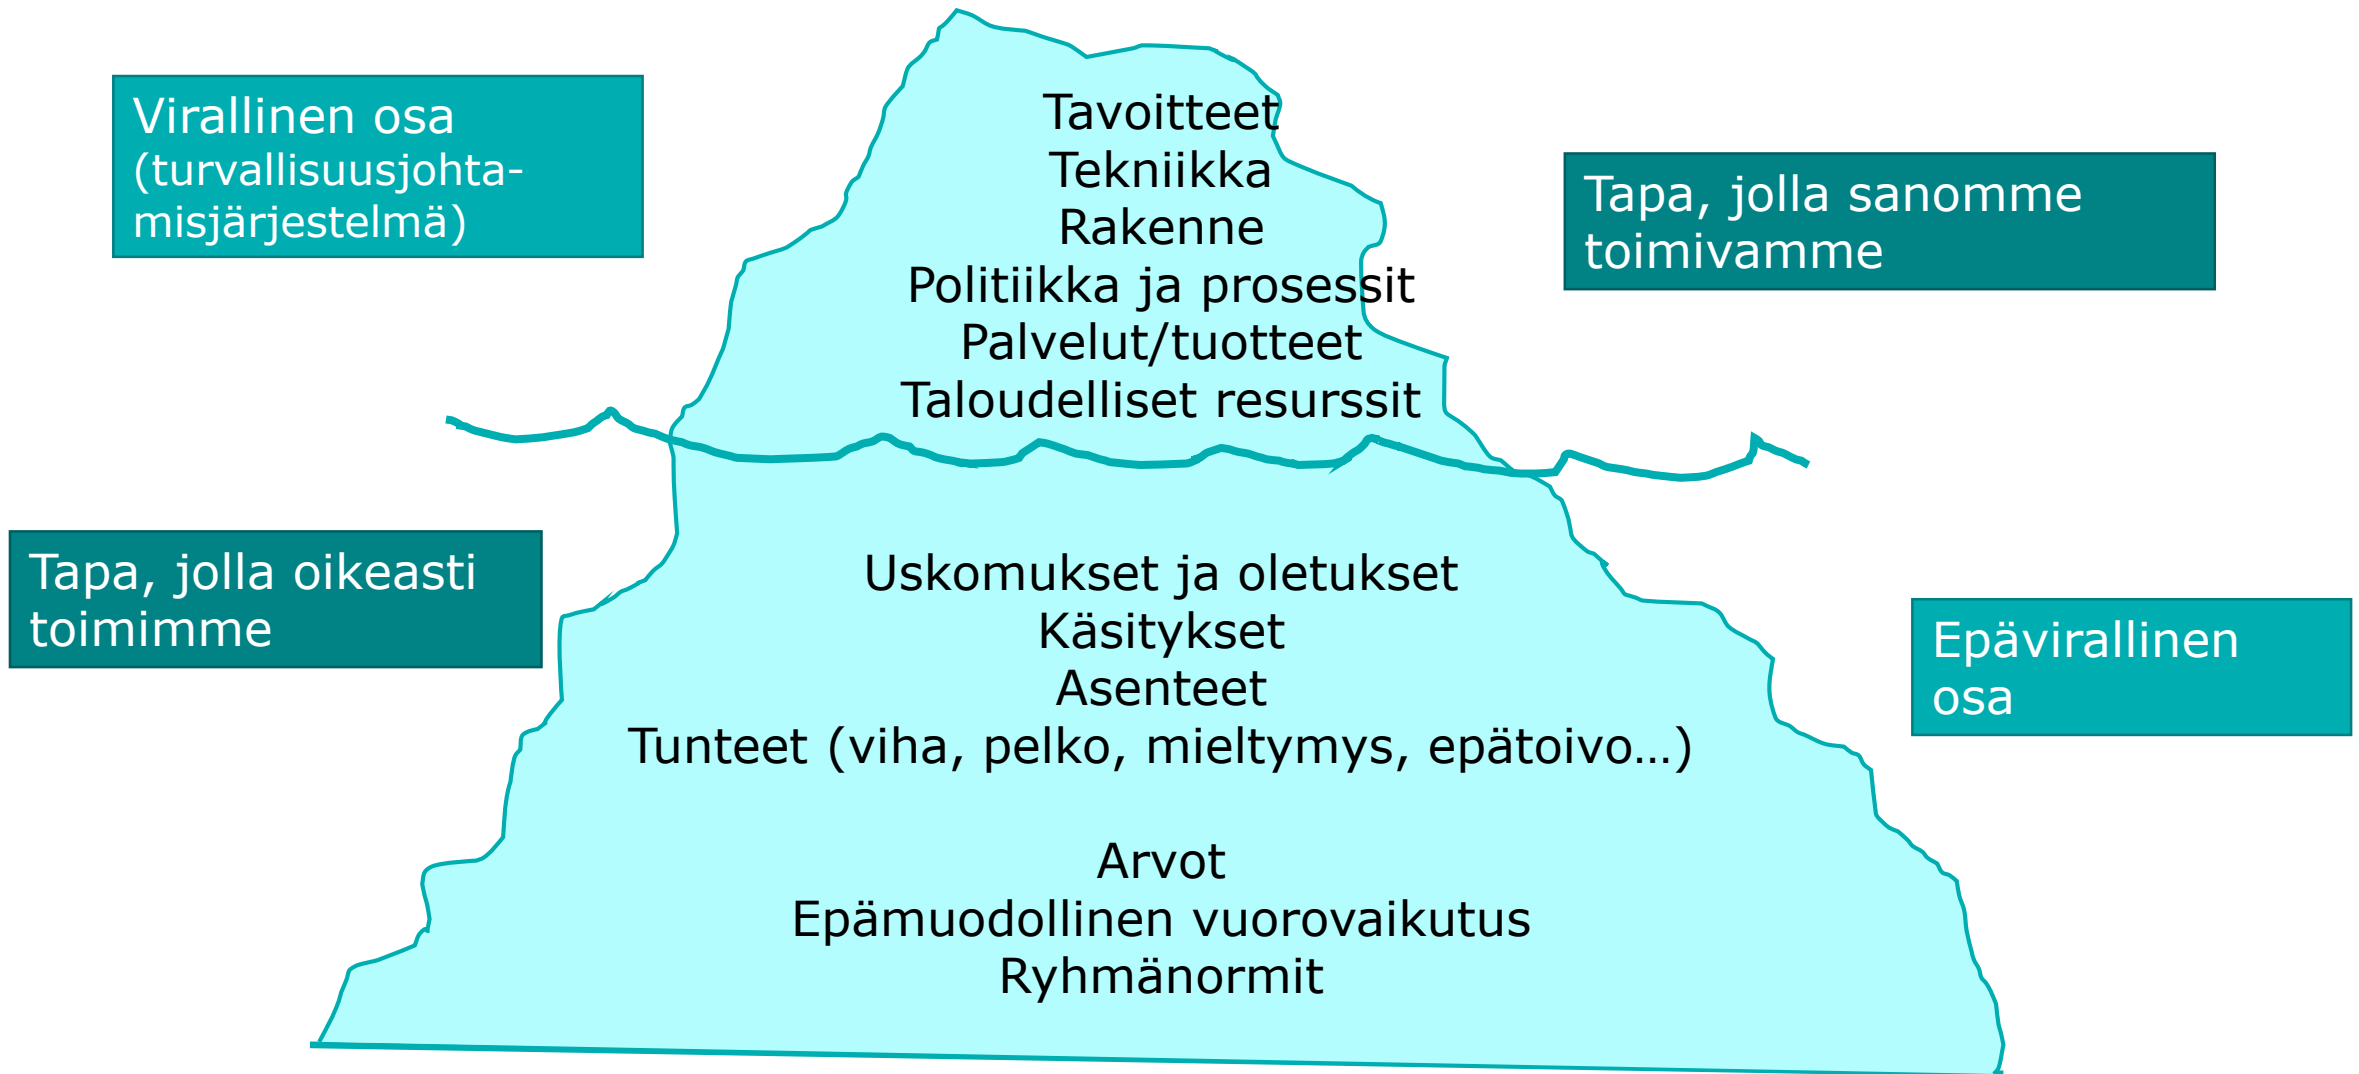 Virallinen osa
(turvallisuusjohta-
misjärjestelmä)
Tavoitteet
Tekniikka
Rakenne
Politiikka ja prosessit
Palvelut/tuotteet
Taloudelliset resurssit
Tapa, jolla sanomme
toimivamme
Tapa, jolla oikeasti
toimimme
Uskomukset ja oletukset
Käsitykset
Asenteet
Tunteet (viha, pelko, mieltymys, epätoivo…)
Arvot
Epämuodollinen vuorovaikutus
Ryhmänormit
Epävirallinen
osa